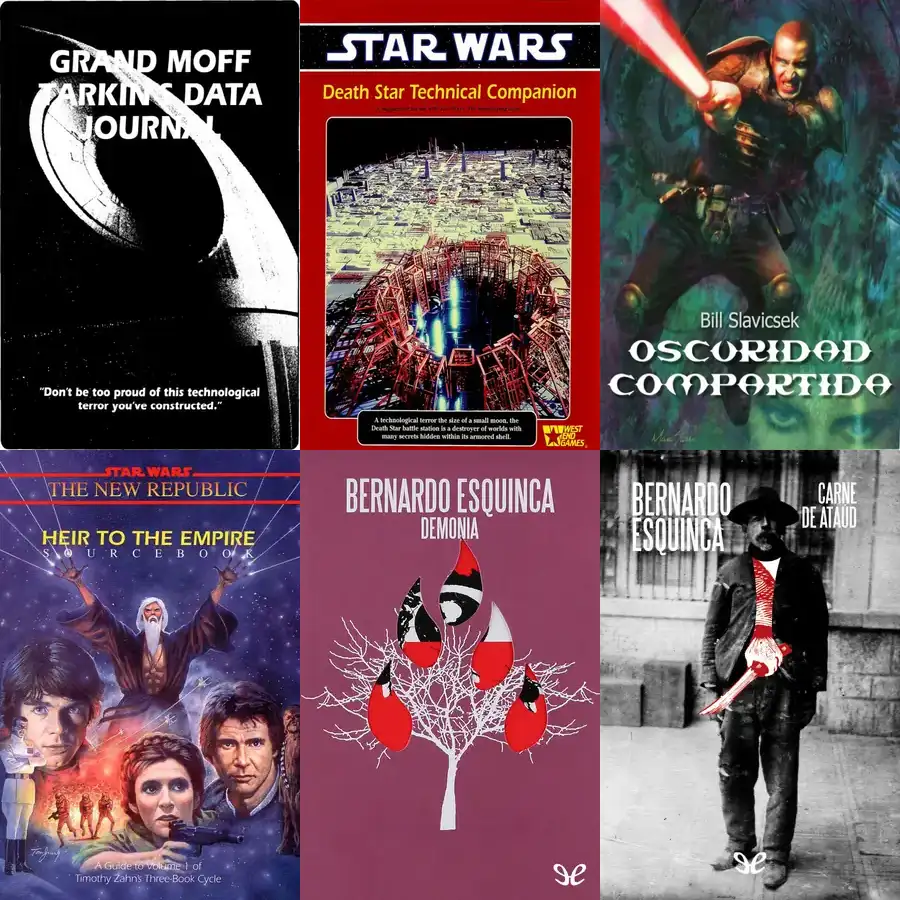 GRAND MOFF
TARKIN'S DATA
JOURNAL
"Don't be too proud of this technological
terror you've constructed."
STAR WARS
Death Star Technical Companion
A technological terror the size of a small moon, the
Death Star battle station is a destroyer of worlds with
many secrets hidden within its armored shell.
WEST
END
GAMES
Bill Slavicsek
OSCURIDAD
COMPARTIDA
STAR WARS
THE NEW REPUBLIC
HEIR TO THE EMPIRE
SOURCEBOOK
A Guide to Volume 1 of
Timothy Zahn's Three-Book Cycle
BERNARDO ESQUINCA
DEMONIA
BERNARDO
ESQUINCA
CARNE
DE ATAÚD